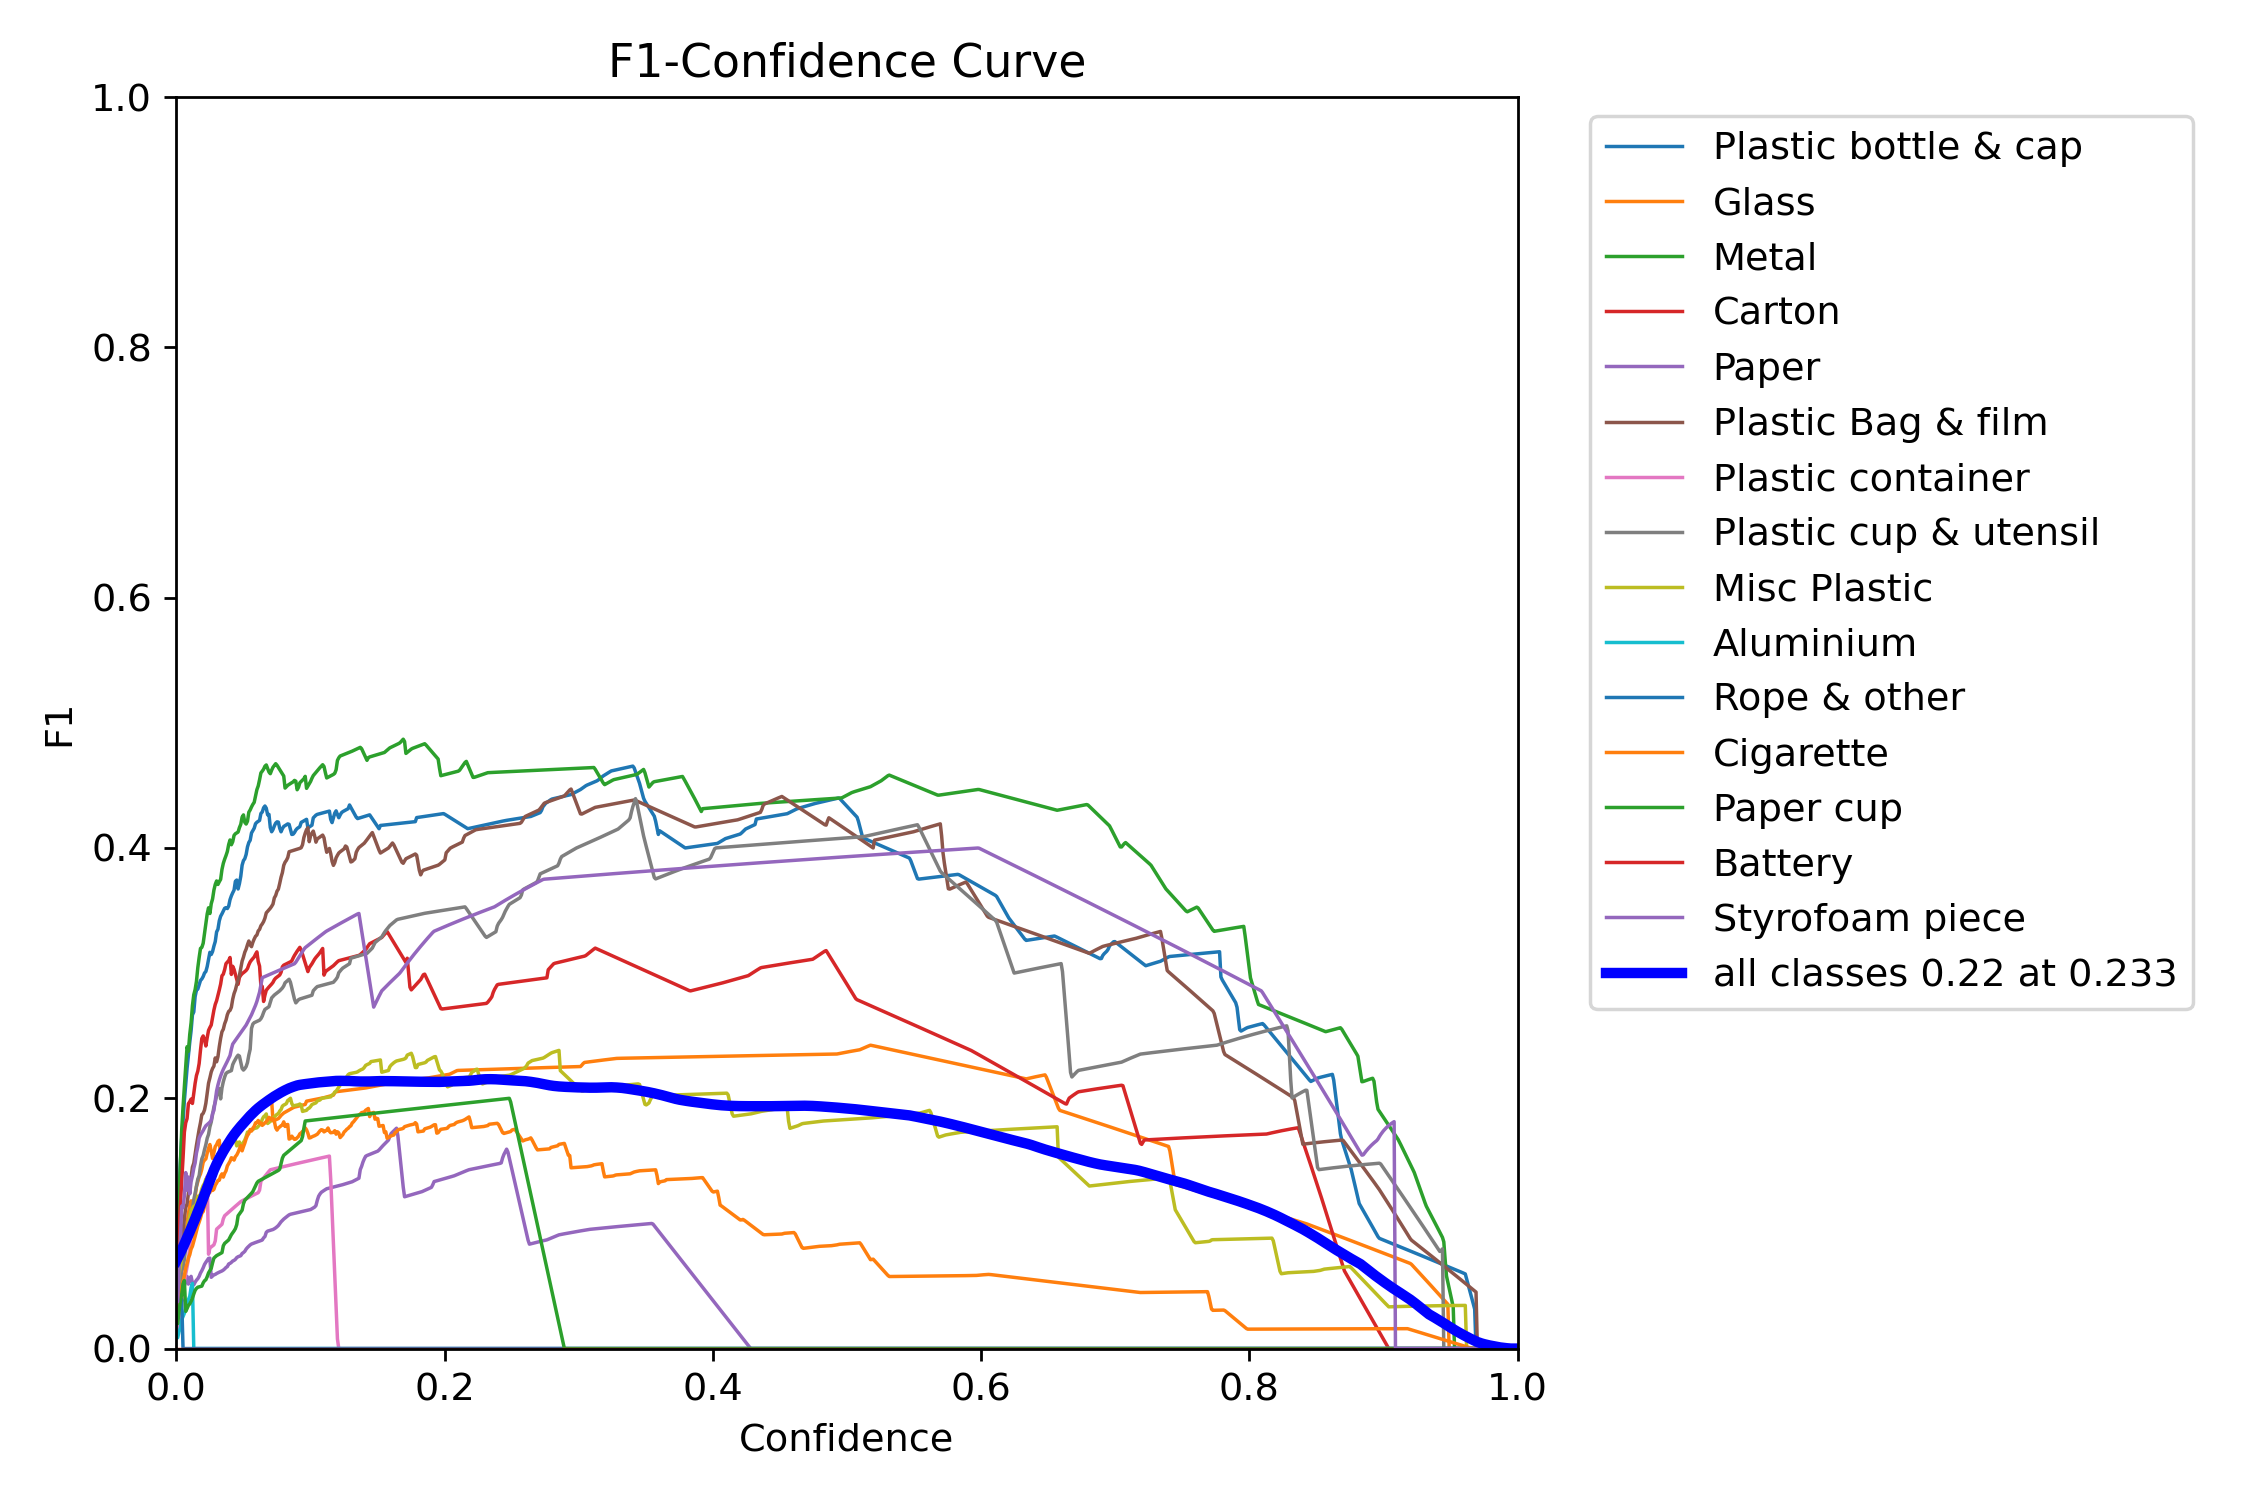 F1-Confidence Curve
1.0
0.8
0.6
0.4
0.2
0.0
F1
0.0 0.2 0.4 0.6 0.8 1.0
Confidence
Plastic bottle & cap
Glass
Metal
Carton
Paper
Plastic Bag & film
Plastic container
Plastic cup & utensil
Misc Plastic
Aluminium
Rope & other
Cigarette
Paper cup
Battery
Styrofoam piece
all classes 0.22 at 0.233